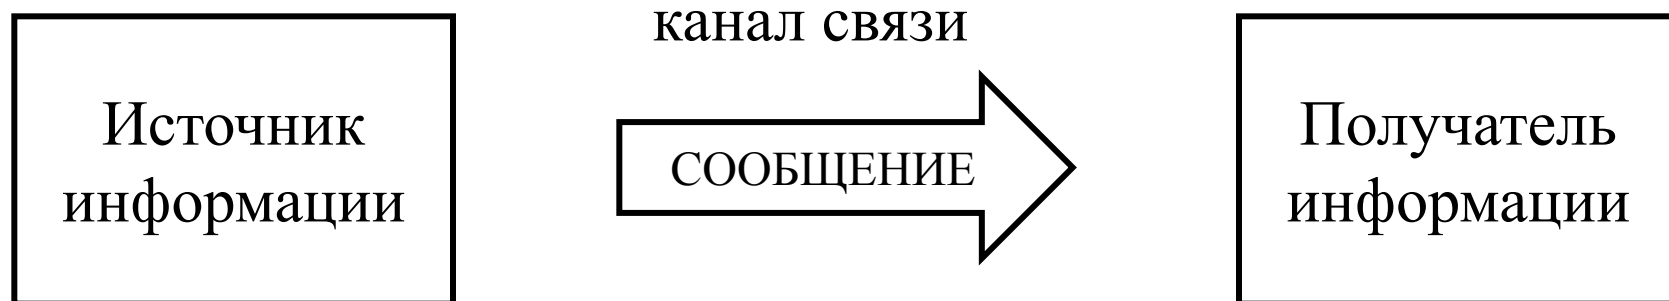 канал связи
Источник
информации
СООБЩЕНИЕ
Получатель
информации